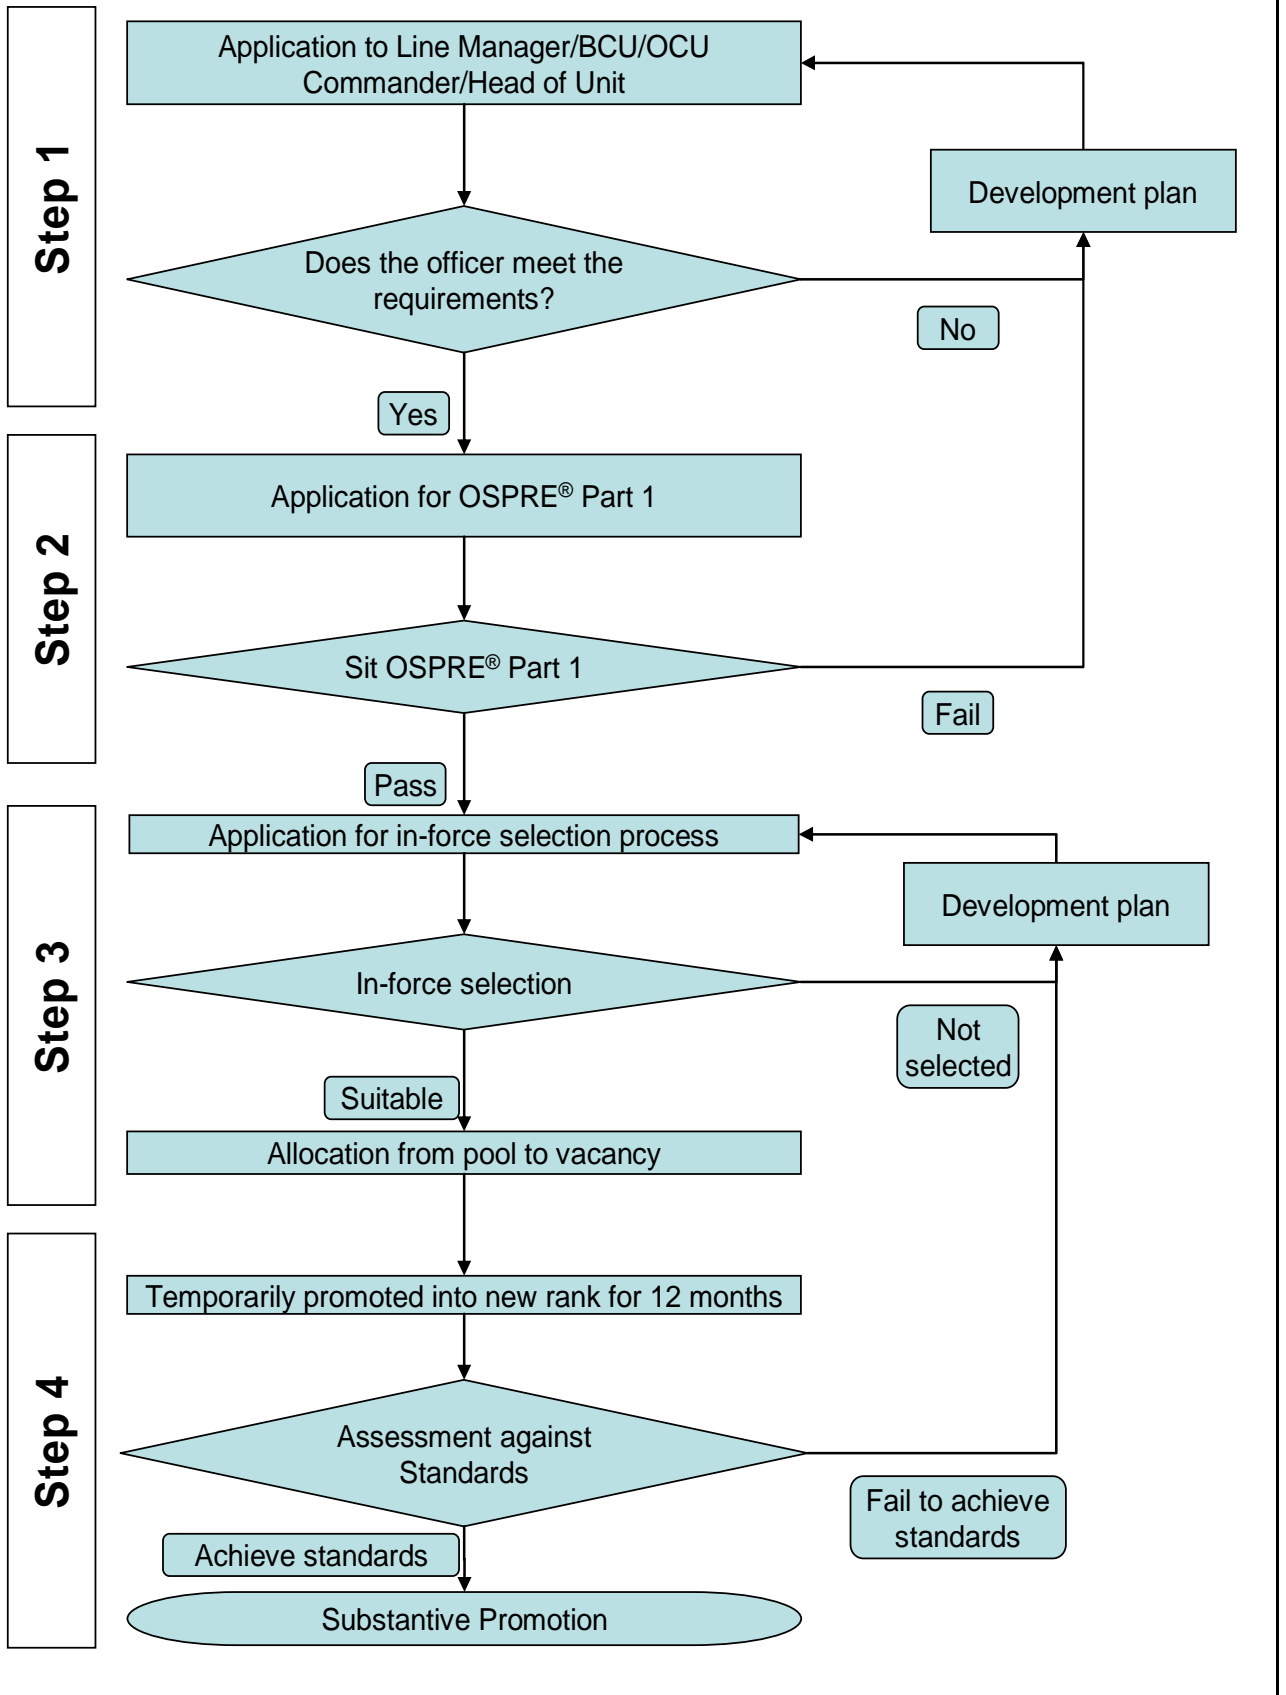 Step 1
Application to Line Manager/BCU/OCU
Commander/Head of Unit
Development plan
Does the officer meet the
requirements?
No
Yes
Step 2
Application for OSPRE® Part 1
Sit OSPRE® Part 1
Fail
Pass
Step 3
Application for in-force selection process
Development plan
In-force selection
Not
selected
Suitable
Allocation from pool to vacancy
Step 4
Temporarily promoted into new rank for 12 months
Assessment against
Standards
Fail to achieve
standards
Achieve standards
Substantive Promotion